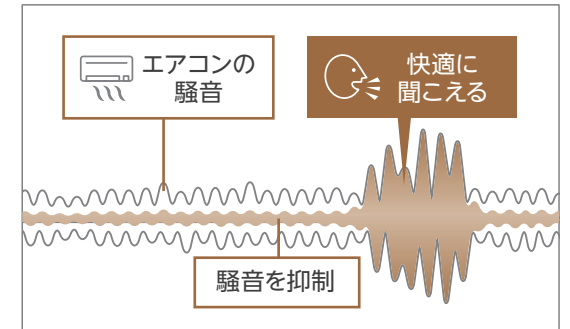 エアコンの
騒音
快適に
聞こえる
騒音を抑制